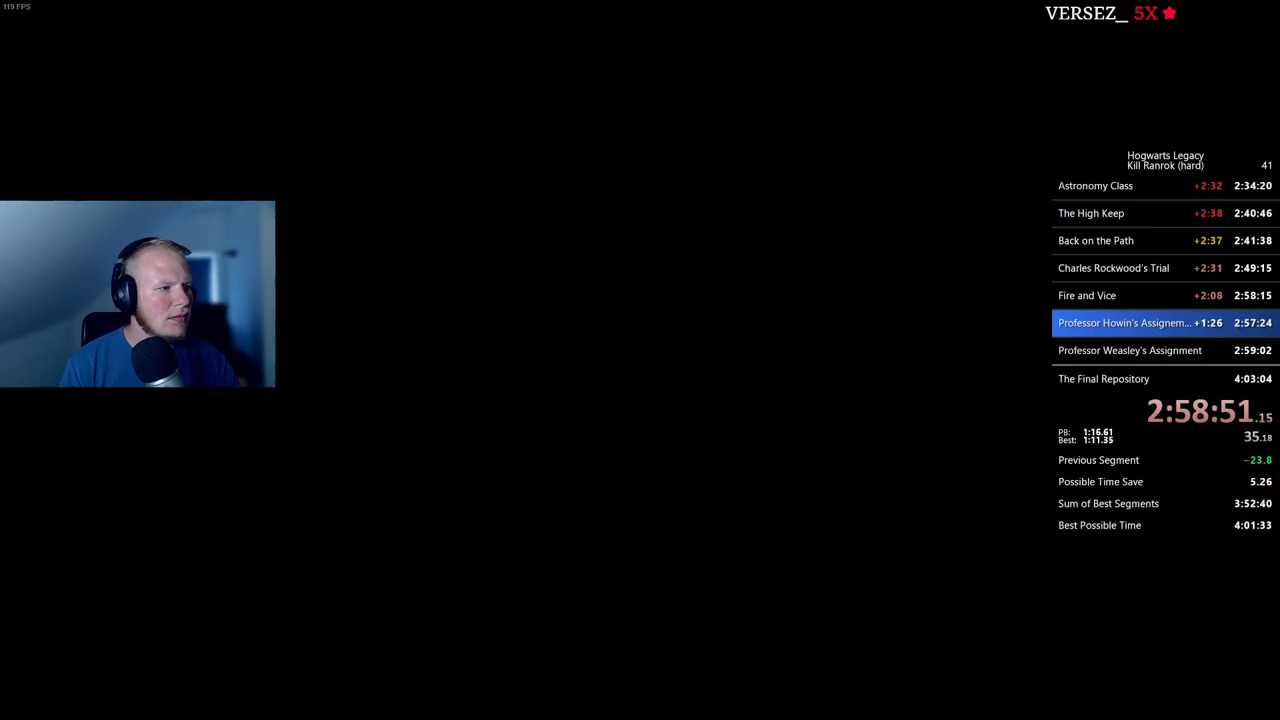 119 FPS
VERSEZ_ 5X
Hogwarts Legacy
Kill Ranrok (hard) 41
Astronomy Class +2:32 2:34:20
The High Keep +2:38 2:40:46
Back on the Path +2:37 2:41:38
Charles Rockwood's Trial +2:31 2:49:15
Fire and Vice +2:08 2:58:15
Professor Howin's Assignem... +1:26 2:57:24
Professor Weasley's Assignment 2:59:02
The Final Repository 4:03:04
2:58:51.15
PB: 1:16.61
Best: 1:11.35 35.18
Previous Segment −23.8
Possible Time Save 5.26
Sum of Best Segments 3:52:40
Best Possible Time 4:01:33